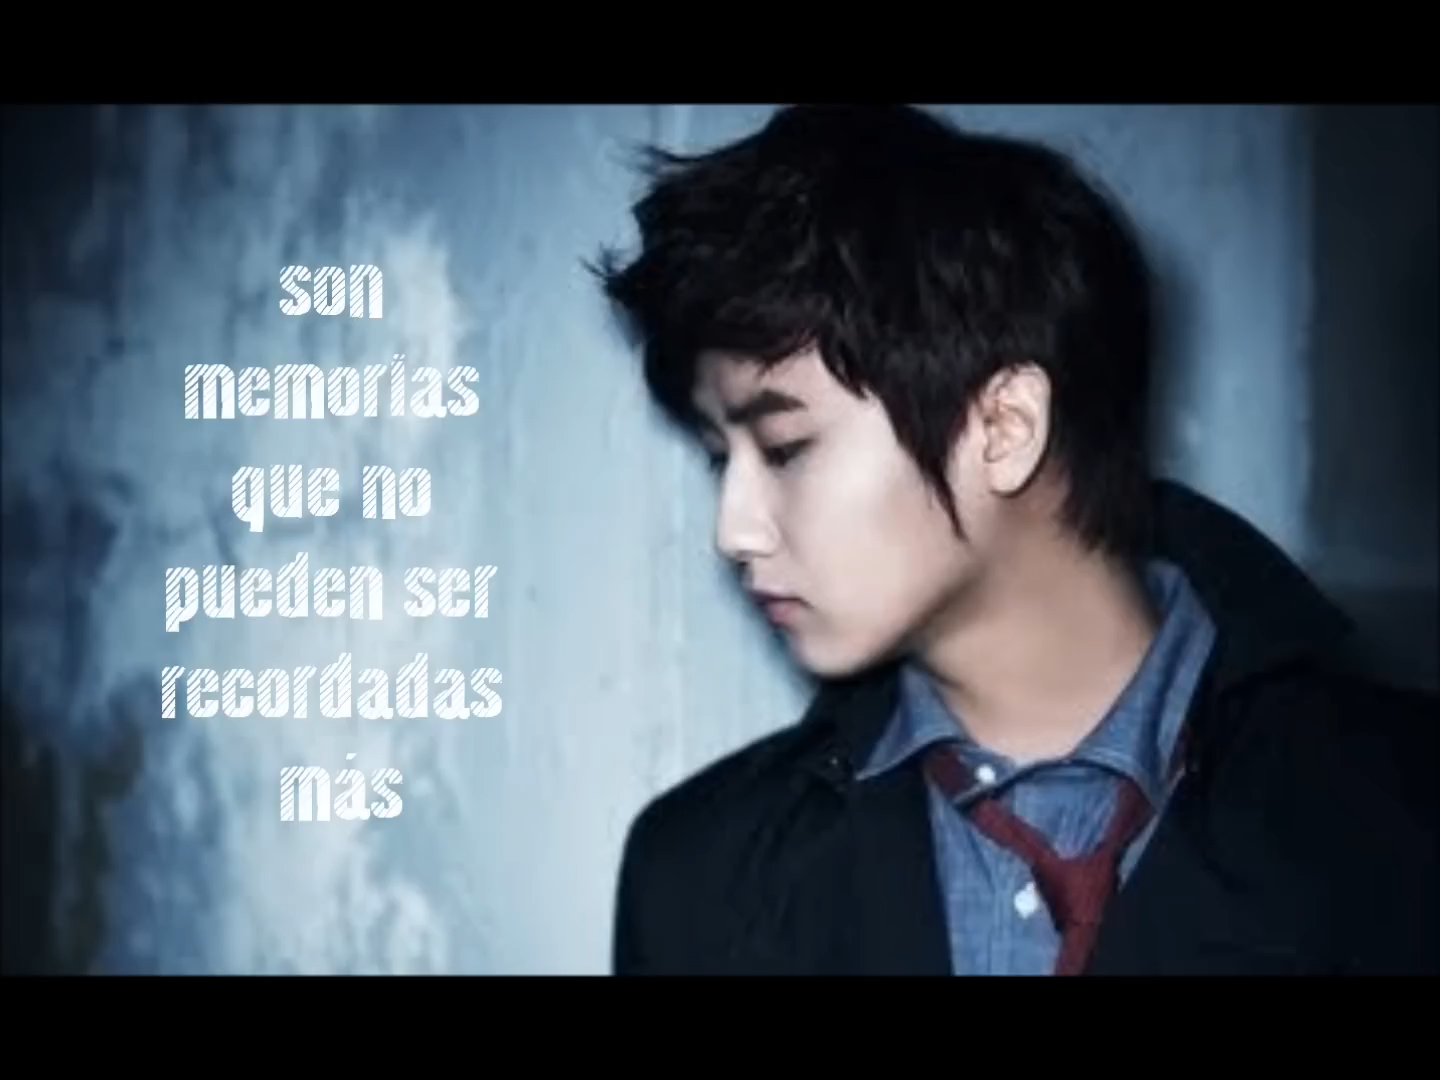 son
memorias
que no
pueden ser
recordadas
más